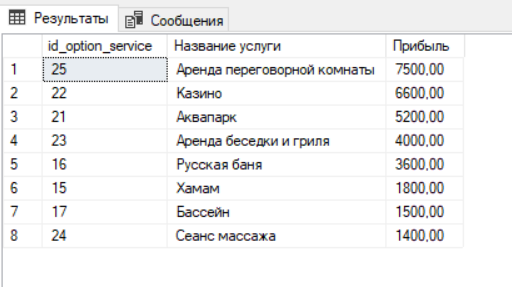 Результаты Сообщения
id_option_service Название услуги Прибыль
1 25 Аренда переговорной комнаты 7500,00
2 22 Казино 6600,00
3 21 Аквапарк 5200,00
4 23 Аренда беседки и гриля 4000,00
5 16 Русская баня 3600,00
6 15 Хамам 1800,00
7 17 Бассейн 1500,00
8 24 Сеанс массажа 1400,00